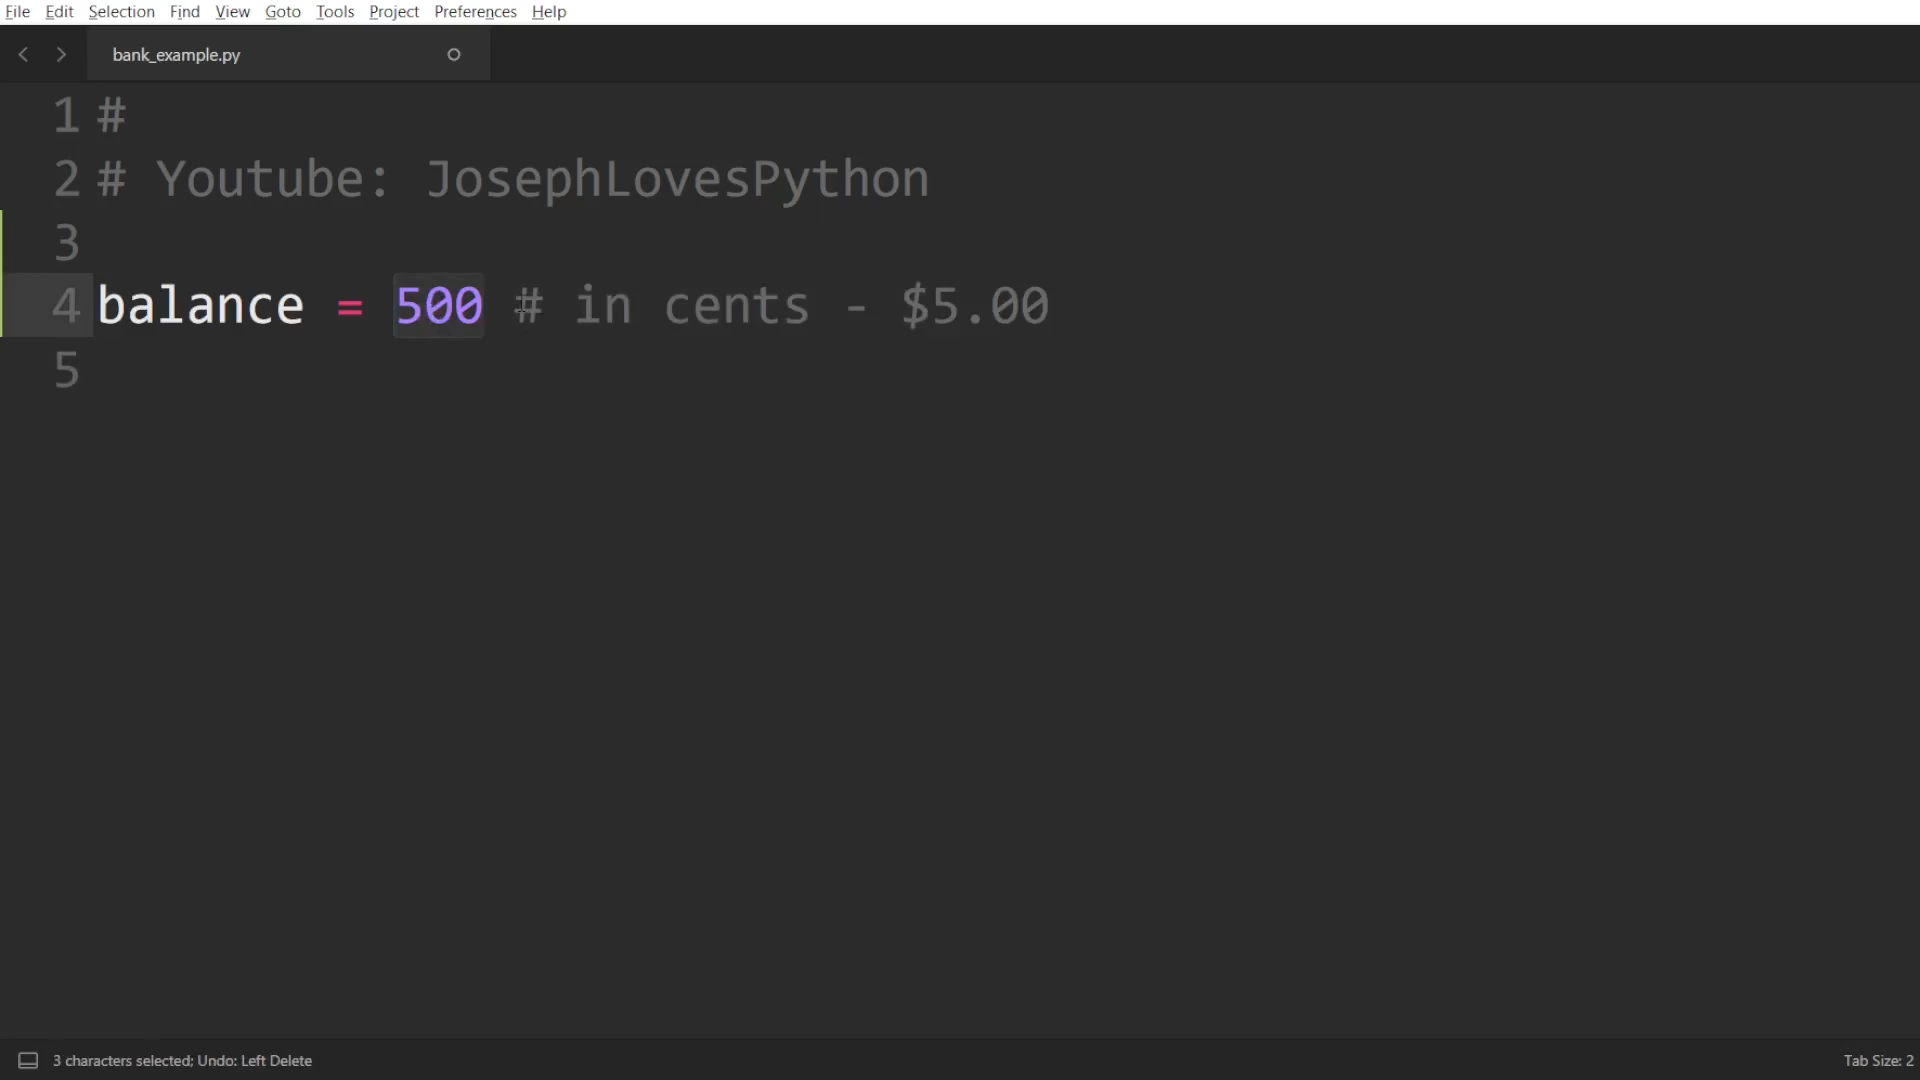 File Edit Selection Find View Goto Tools Project Preferences Help
bank_example.py
1 #
2 # Youtube: JosephLovesPython
3
4 balance = 500 # in cents - $5.00
5
3 characters selected; Undo: Left Delete
Tab Size: 2